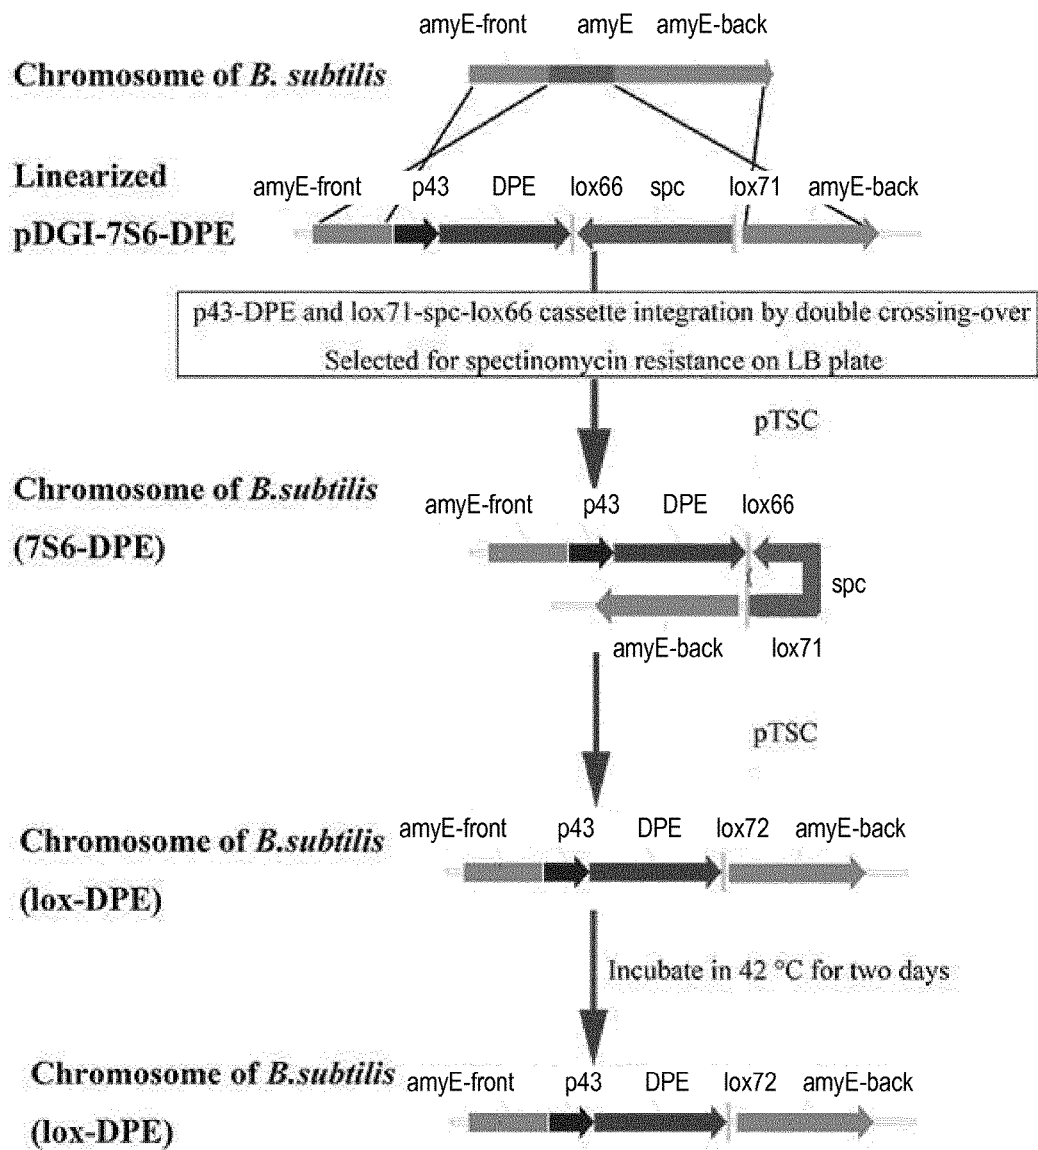 amyE-front amyE amyE-back
Chromosome of B. subtilis
Linearized
amyE-front p43 DPE lox66 spc lox71 amyE-back
pDGI-7S6-DPE
p43-DPE and lox71-spc-lox66 cassette integration by double crossing-over
Selected for spectinomycin resistance on LB plate
pTSC
Chromosome of B.subtilis
amyE-front p43 DPE lox66
(7S6-DPE)
spc
amyE-back lox71
pTSC
Chromosome of B.subtilis
amyE-front p43 DPE lox72 amyE-back
(lox-DPE)
Incubate in 42 °C for two days
Chromosome of B.subtilis
amyE-front p43 DPE lox72 amyE-back
(lox-DPE)